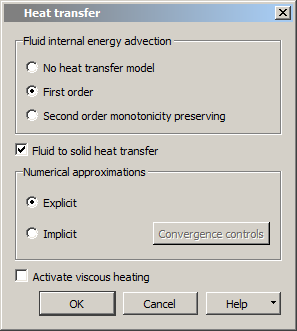 Heat transfer
Fluid internal energy advection
No heat transfer model
First order
Second order monotonicity preserving
Fluid to solid heat transfer
Numerical approximations
Explicit
Implicit
Convergence controls
Activate viscous heating
OK
Cancel
Help